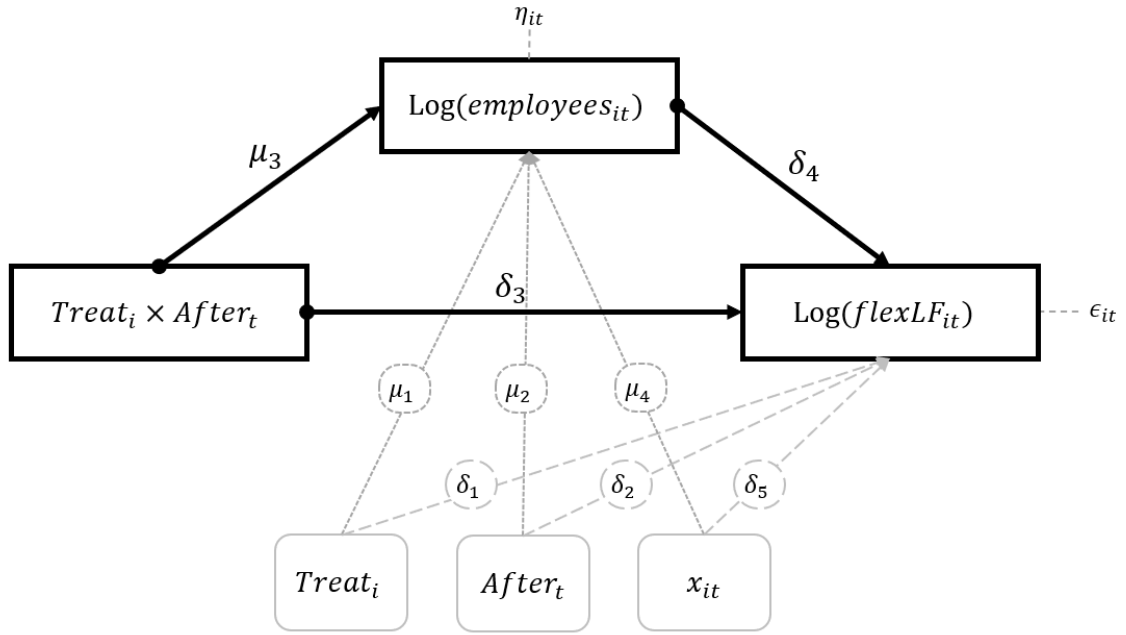 η_it
Log(employees_it)
μ_3
δ_4
Treat_i × After_t
δ_3
Log(flexLF_it)
ϵ_it
μ_1
μ_2
μ_4
δ_1
δ_2
δ_5
Treat_i
After_t
x_it